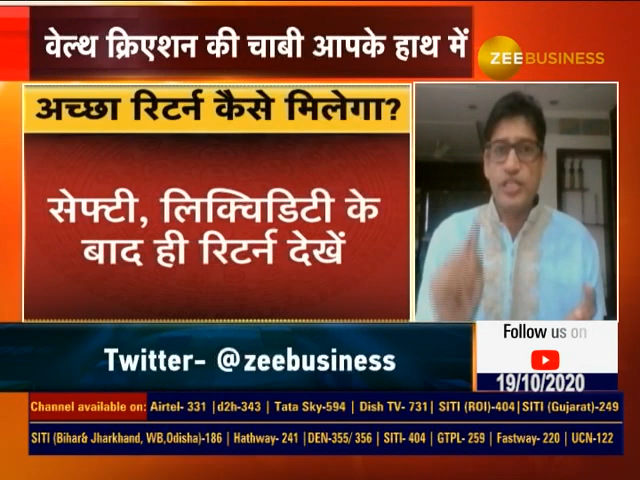 वेल्थ क्रिएशन की चाबी आपके हाथ में
ZEEBUSINESS
अच्छा रिटर्न कैसे मिलेगा?
सेफ्टी, लिक्विडिटी के
बाद ही रिटर्न देखें
Follow us on
Twitter- @zeebusiness
19/10/2020
Channel available on: Airtel- 331 |d2h-343 | Tata Sky-594 | Dish TV- 731| SITI (ROI)-404|SITI (Gujarat)-249
SITI (Bihar& Jharkhand, WB,Odisha)-186 | Hathway- 241 |DEN-355/ 356 | SITI- 404 | GTPL- 259 | Fastway- 220 | UCN-122